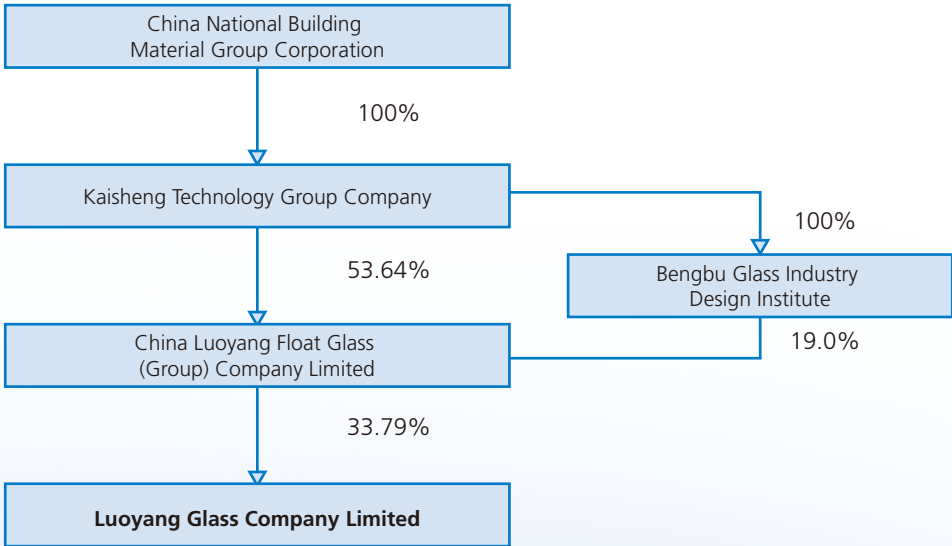 China National Building
Material Group Corporation
100%
Kaisheng Technology Group Company
100%
53.64%
Bengbu Glass Industry
Design Institute
China Luoyang Float Glass
(Group) Company Limited
19.0%
33.79%
Luoyang Glass Company Limited